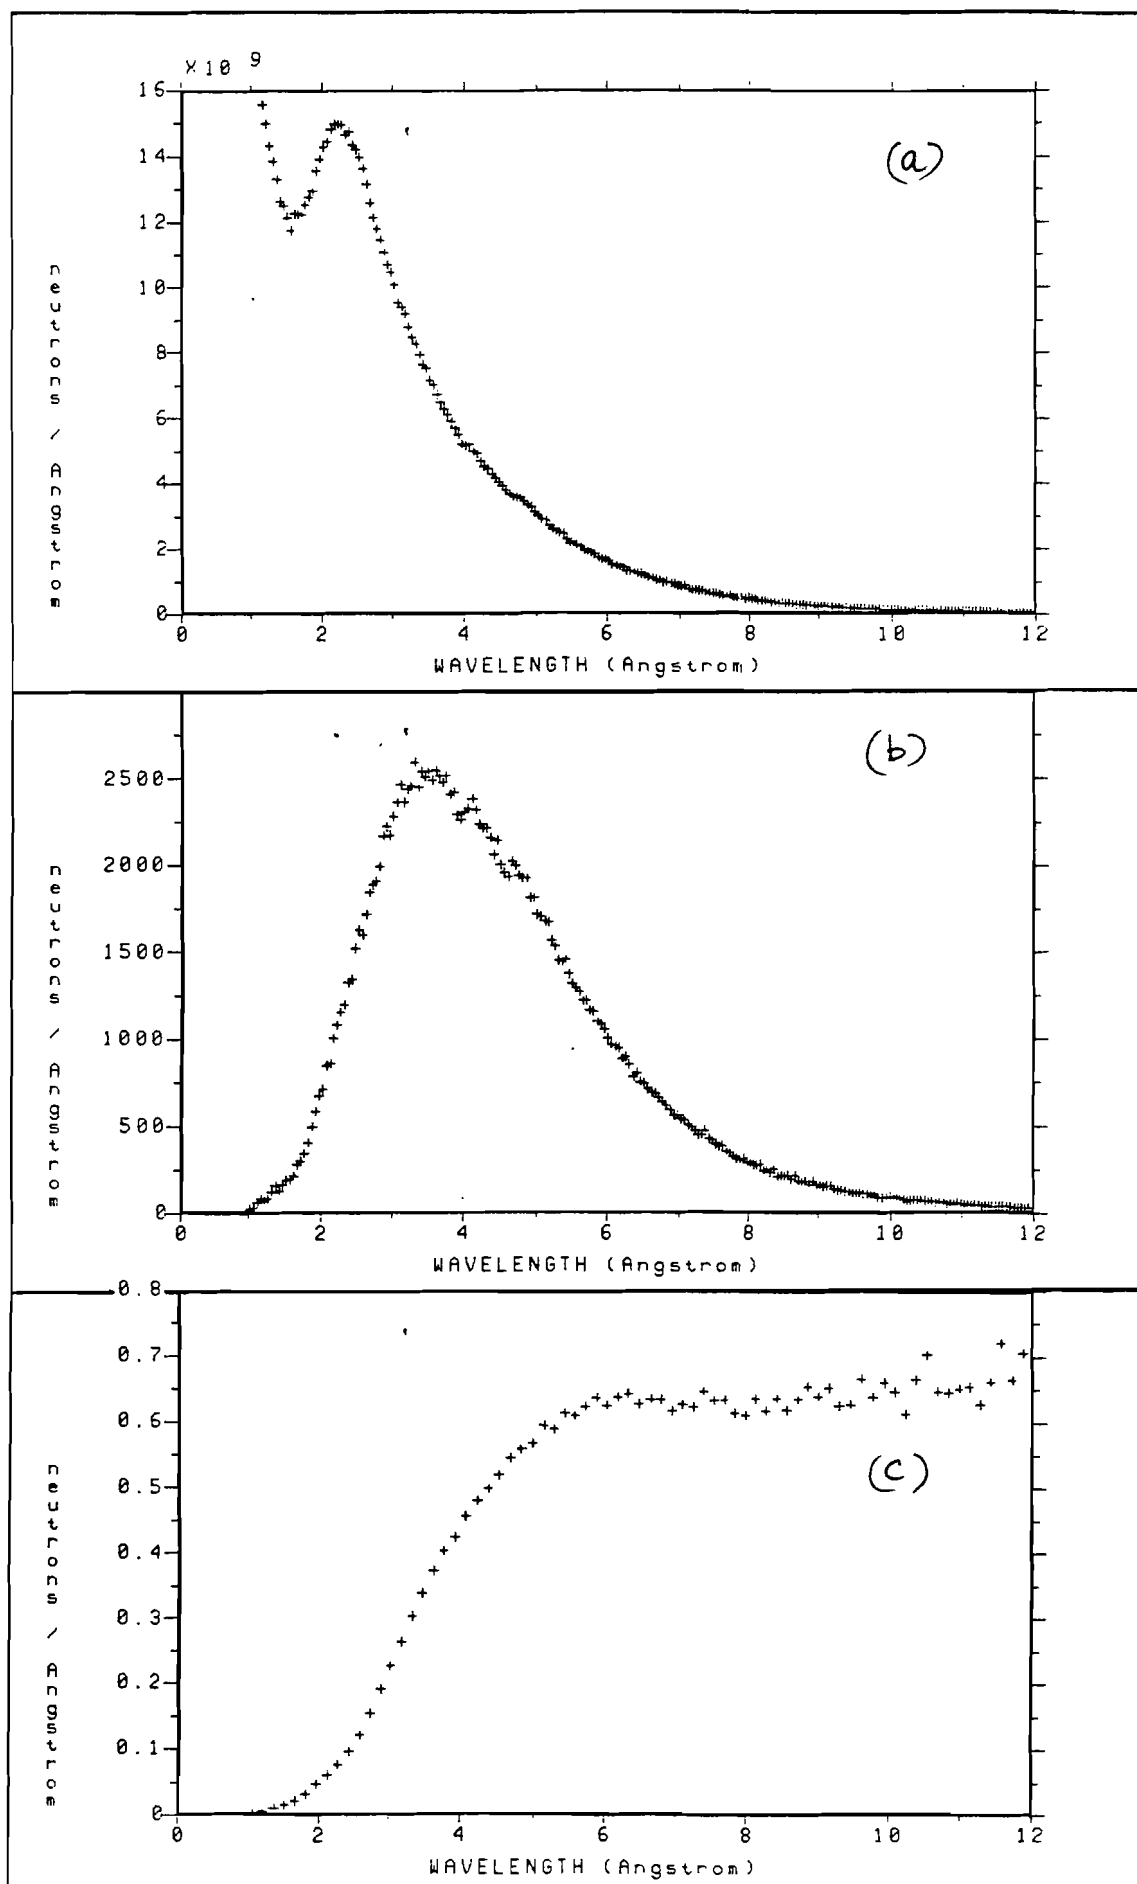 ×10 9
16
14
12
10
8
6
4
2
0
neutrons / Angstrom
(a)
0 2 4 6 8 10 12
WAVELENGTH (Angstrom)
2500
2000
1500
1000
500
0
neutrons / Angstrom
(b)
0 2 4 6 8 10 12
WAVELENGTH (Angstrom)
0.8
0.7
0.6
0.5
0.4
0.3
0.2
0.1
0
neutrons / Angstrom
(c)
0 2 4 6 8 10 12
WAVELENGTH (Angstrom)